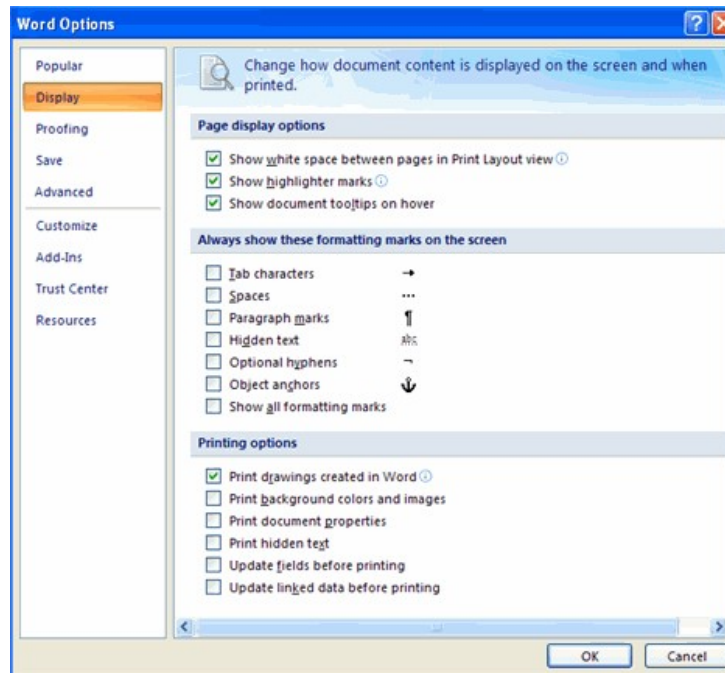 Word Options
Popular
Display
Proofing
Save
Advanced
Customize
Add-Ins
Trust Center
Resources
Change how document content is displayed on the screen and when
printed.
Page display options
Show white space between pages in Print Layout view
Show highlighter marks
Show document tooltips on hover
Always show these formatting marks on the screen
Tab characters →
Spaces ...
Paragraph marks ¶
Hidden text abc
Optional hyphens ¬
Object anchors
Show all formatting marks
Printing options
Print drawings created in Word
Print background colors and images
Print document properties
Print hidden text
Update fields before printing
Update linked data before printing
OK Cancel